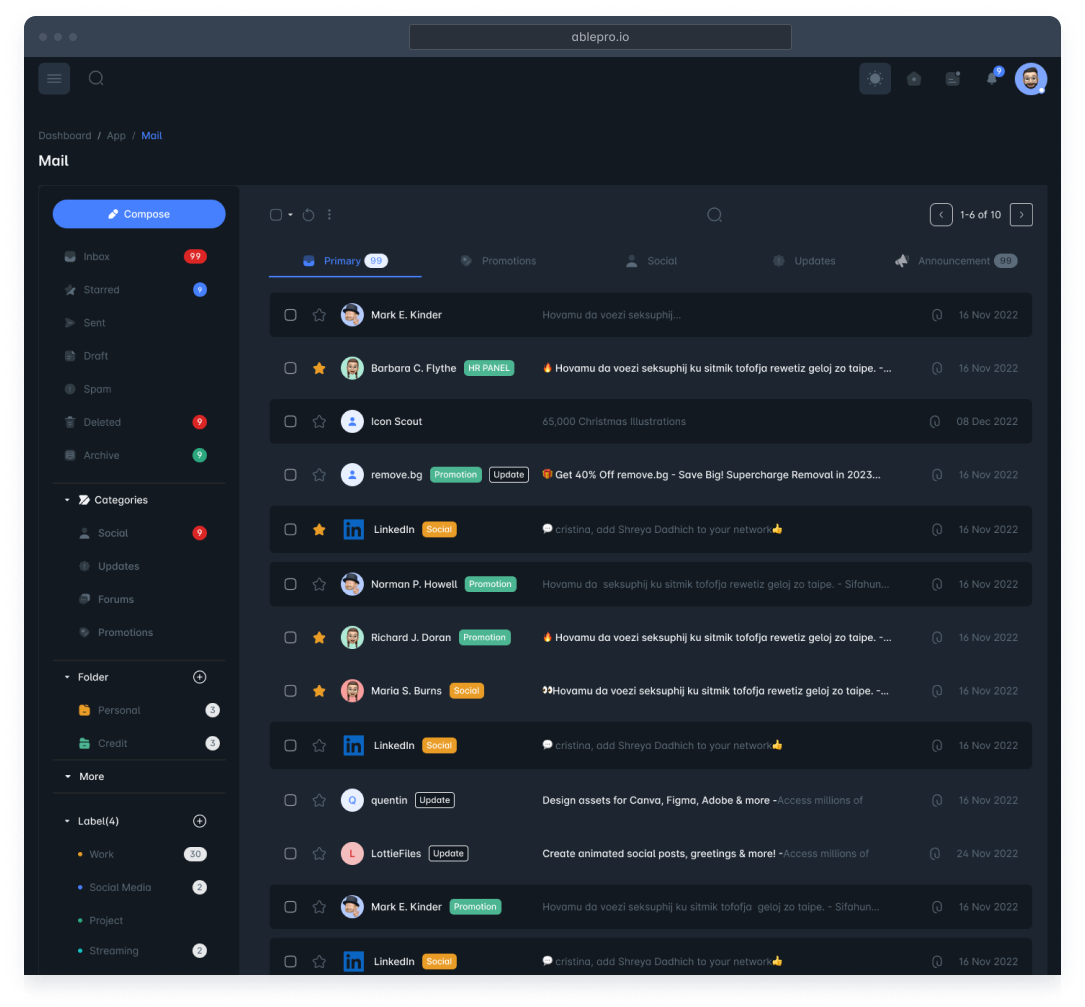 ablepro.io
9
Dashboard / App / Mail
Mail
Compose
1-6 of 10
Inbox 99
Starred 9
Sent
Draft
Spam
Deleted 9
Archive 9
Categories
Social 9
Updates
Forums
Promotions
Folder
Personal 3
Credit 3
More
Label(4)
Work 30
Social Media 2
Project
Streaming 2
Primary 99 Promotions Social Updates Announcement 99
Mark E. Kinder Hovamu da voezi seksuphij... 16 Nov 2022
Barbara C. Flythe HR PANEL 🔥 Hovamu da voezi seksuphij ku sitmik tofofja rewetiz geloj zo taipe. -... 16 Nov 2022
Icon Scout 65,000 Christmas Illustrations 08 Dec 2022
remove.bg Promotion Update 🎁 Get 40% Off remove.bg - Save Big! Supercharge Removal in 2023... 16 Nov 2022
in LinkedIn Social 💬 cristina, add Shreya Dadhich to your network👍 16 Nov 2022
Norman P. Howell Promotion Hovamu da seksuphij ku sitmik tofofja rewetiz geloj zo taipe. - Sifahun... 16 Nov 2022
Richard J. Doran Promotion 🔥 Hovamu da voezi seksuphij ku sitmik tofofja rewetiz geloj zo taipe. -... 16 Nov 2022
Maria S. Burns Social 👀Hovamu da voezi seksuphij ku sitmik tofofja rewetiz geloj zo taipe. -... 16 Nov 2022
in LinkedIn Social 💬 cristina, add Shreya Dadhich to your network👍 16 Nov 2022
Q quentin Update Design assets for Canva, Figma, Adobe & more -Access millions of 16 Nov 2022
L LottieFiles Update Create animated social posts, greetings & more! -Access millions of 24 Nov 2022
Mark E. Kinder Promotion Hovamu da voezi seksuphij ku sitmik tofofja geloj zo taipe. - Sifahun... 16 Nov 2022
in LinkedIn Social 💬 cristina, add Shreya Dadhich to your network👍 16 Nov 2022